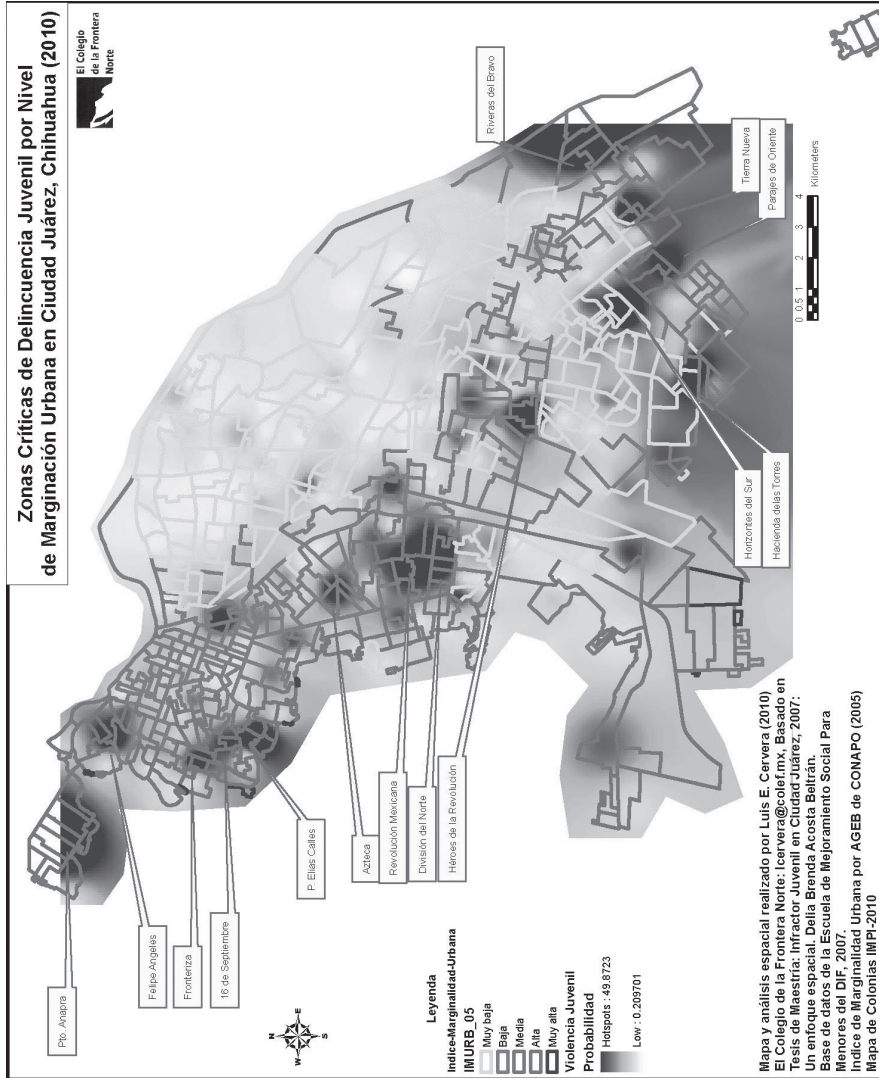 Zonas Críticas de Delincuencia Juvenil por Nivel
de Marginación Urbana en Ciudad Juárez, Chihuahua (2010)
El Colegio
de la Frontera
Norte
Pto. Anapra
Felipe Angeles
Fronteriza
16 de Septiembre
P. Elias Calles
Azteca
Revolución Mexicana
División del Norte
Héroes de la Revolución
Riveras del Bravo
Tierra Nueva
Parajes de Oriente
Horizontes del Sur
Hacienda delas Torres
N
W
E
S
Leyenda
Indice-Marginalidad-Urbana
IMURB_05
Muy baja
Baja
Media
Alta
Muy alta
Violencia Juvenil
Probabilidad
Hotspots : 49.8723
Low : 0.209701
0 0.5 1 2 3 4
Kilometers
Mapa y análisis espacial realizado por Luis E. Cervera (2010)
El Colegio de la Frontera Norte: lcervera@colef.mx, Basado en
Tesis de Maestría: Infractor Juvenil en Ciudad Juárez, 2007:
Un enfoque espacial. Delia Brenda Acosta Beltrán.
Base de datos de la Escuela de Mejoramiento Social Para
Menores del DIF, 2007.
Indice de Marginalidad Urbana por AGEB de CONAPO (2005)
Mapa de Colonias IMPI-2010